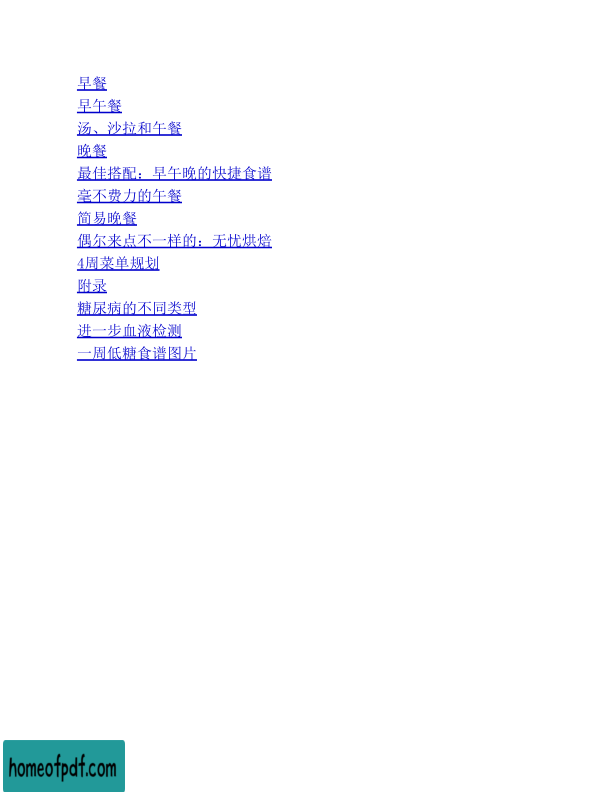 早餐
早午餐
汤、沙拉和午餐
晚餐
最佳搭配：早午晚的快捷食谱
毫不费力的午餐
简易晚餐
偶尔来点不一样的：无忧烘焙
4周菜单规划
附录
糖尿病的不同类型
进一步血液检测
一周低糖食谱图片
homeofpdf.com